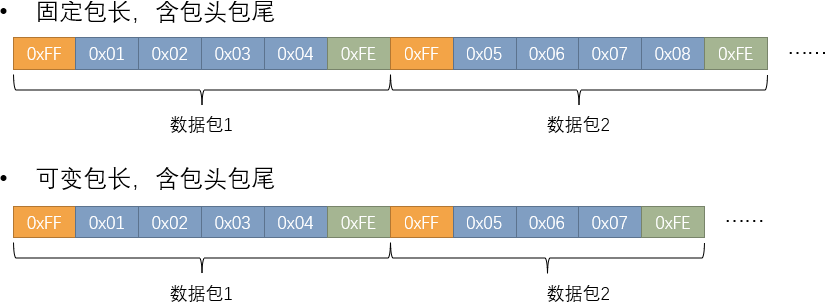 • 固定包长，含包头包尾
0xFF 0x01 0x02 0x03 0x04 0xFE 0xFF 0x05 0x06 0x07 0x08 0xFE ……
数据包1 数据包2
• 可变包长，含包头包尾
0xFF 0x01 0x02 0x03 0x04 0xFE 0xFF 0x05 0x06 0x07 0xFE ……
数据包1 数据包2